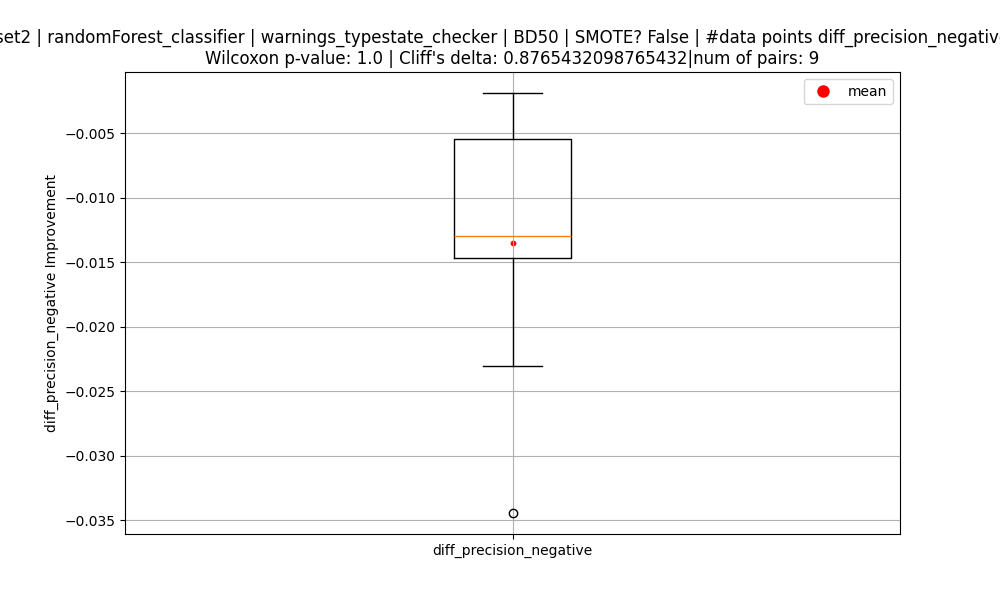 set2 | randomForest_classifier | warnings_typestate_checker | BD50 | SMOTE? False | #data points
Wilcoxon p-value: 1.0 | Cliff's delta: 0.8765432098765432|num of pairs: 9
mean
−0.005
−0.010
−0.015
−0.020
−0.025
−0.030
−0.035
diff_precision_negative Improvement
diff_precision_negative